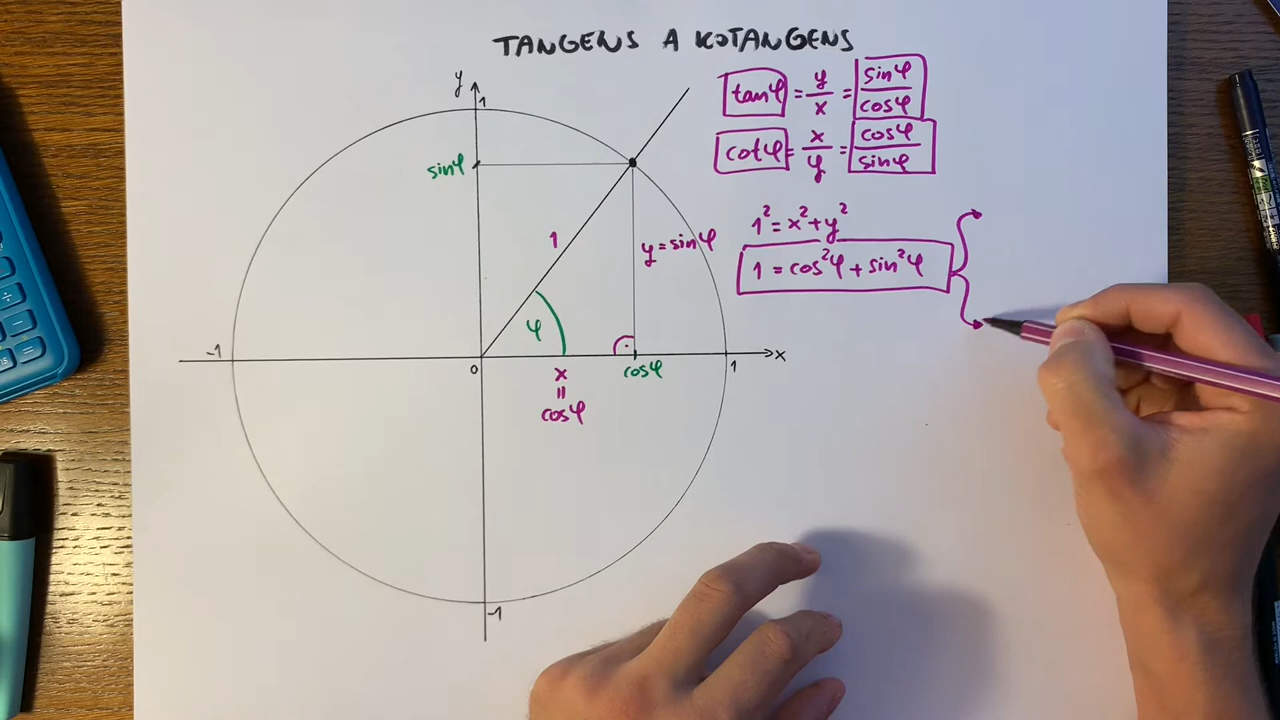 TANGENS A KOTANGENS
tanφ = y/x = sinφ/cosφ
cotφ = x/y = cosφ/sinφ
1² = x² + y²
1 = cos²φ + sin²φ
y
1
sinφ
1
y = sinφ
φ
-1
0
x
=
cosφ
cosφ
1
x
-1